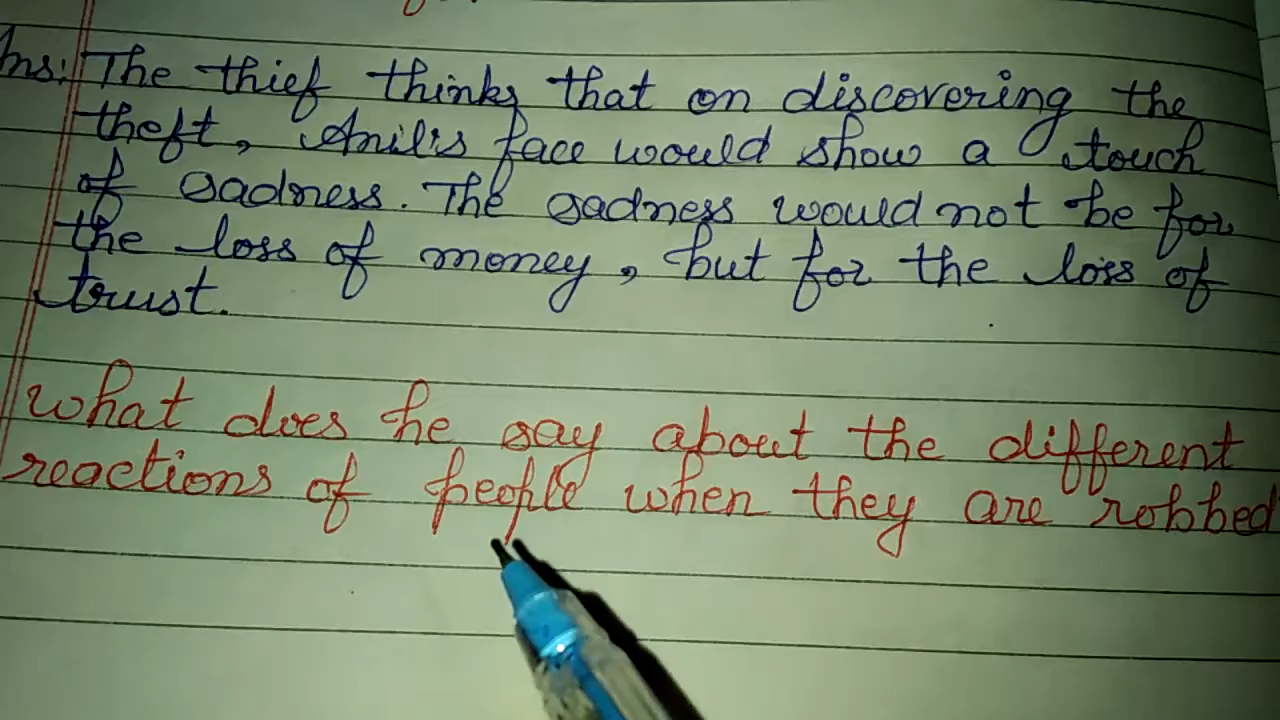 Ans: The thief thinks that on discovering the
theft, Anil's face would show a touch
of sadness. The sadness would not be for
the loss of money, but for the loss of
trust.
What does he say about the different
reactions of people when they are robbed